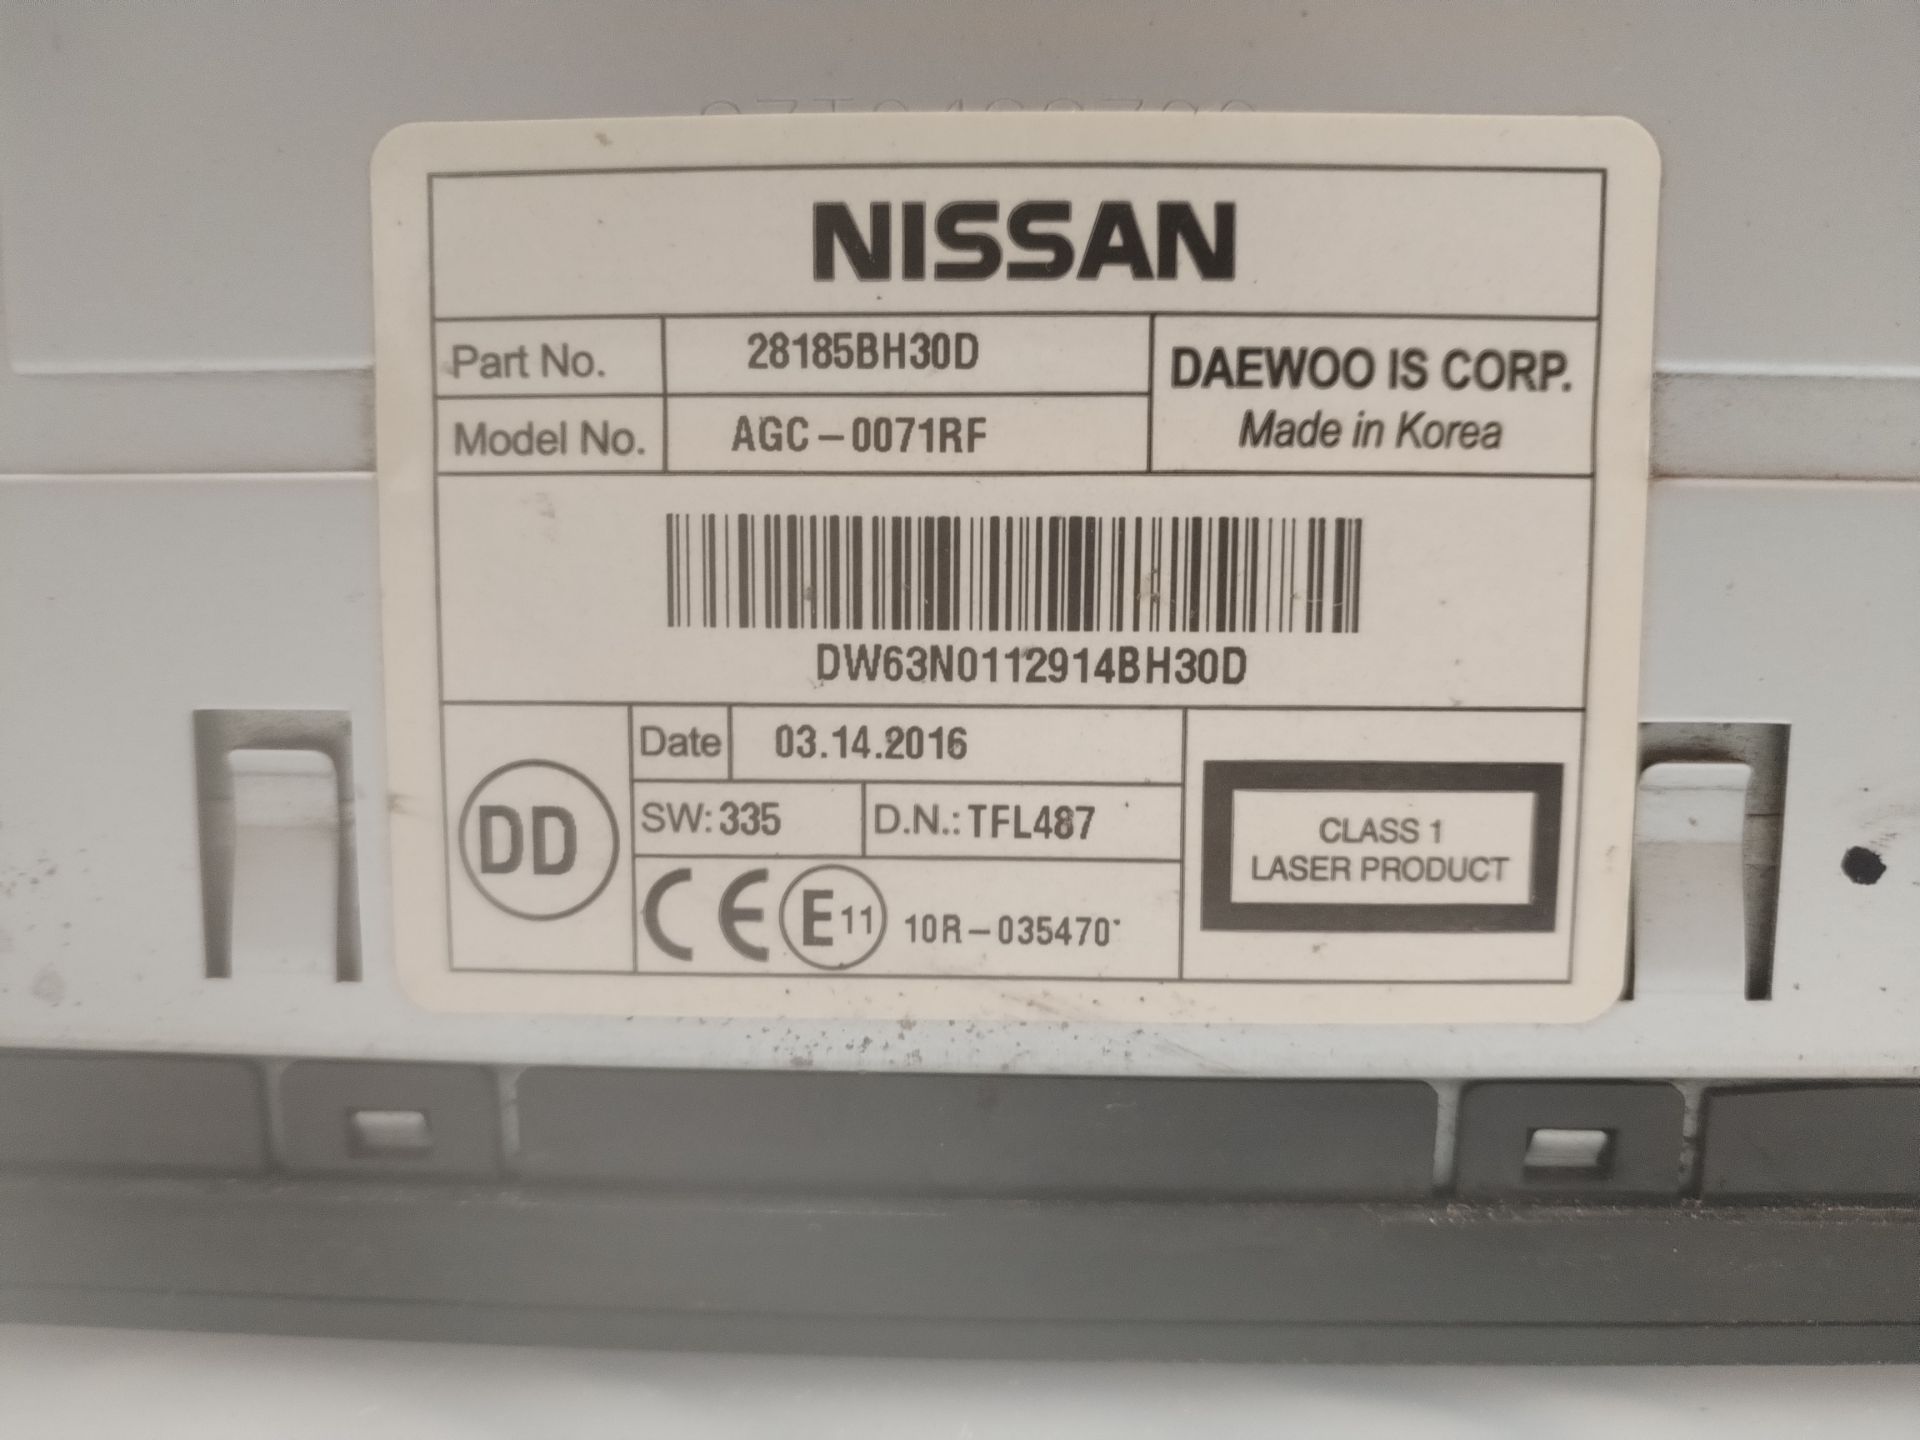 NISSAN
Part No. 28185BH30D
Model No. AGC-0071RF
DAEWOO IS CORP.
Made in Korea
DW63N0112914BH30D
DD
Date 03.14.2016
SW: 335 D.N.: TFL487
CE E11 10R-035470
CLASS 1
LASER PRODUCT